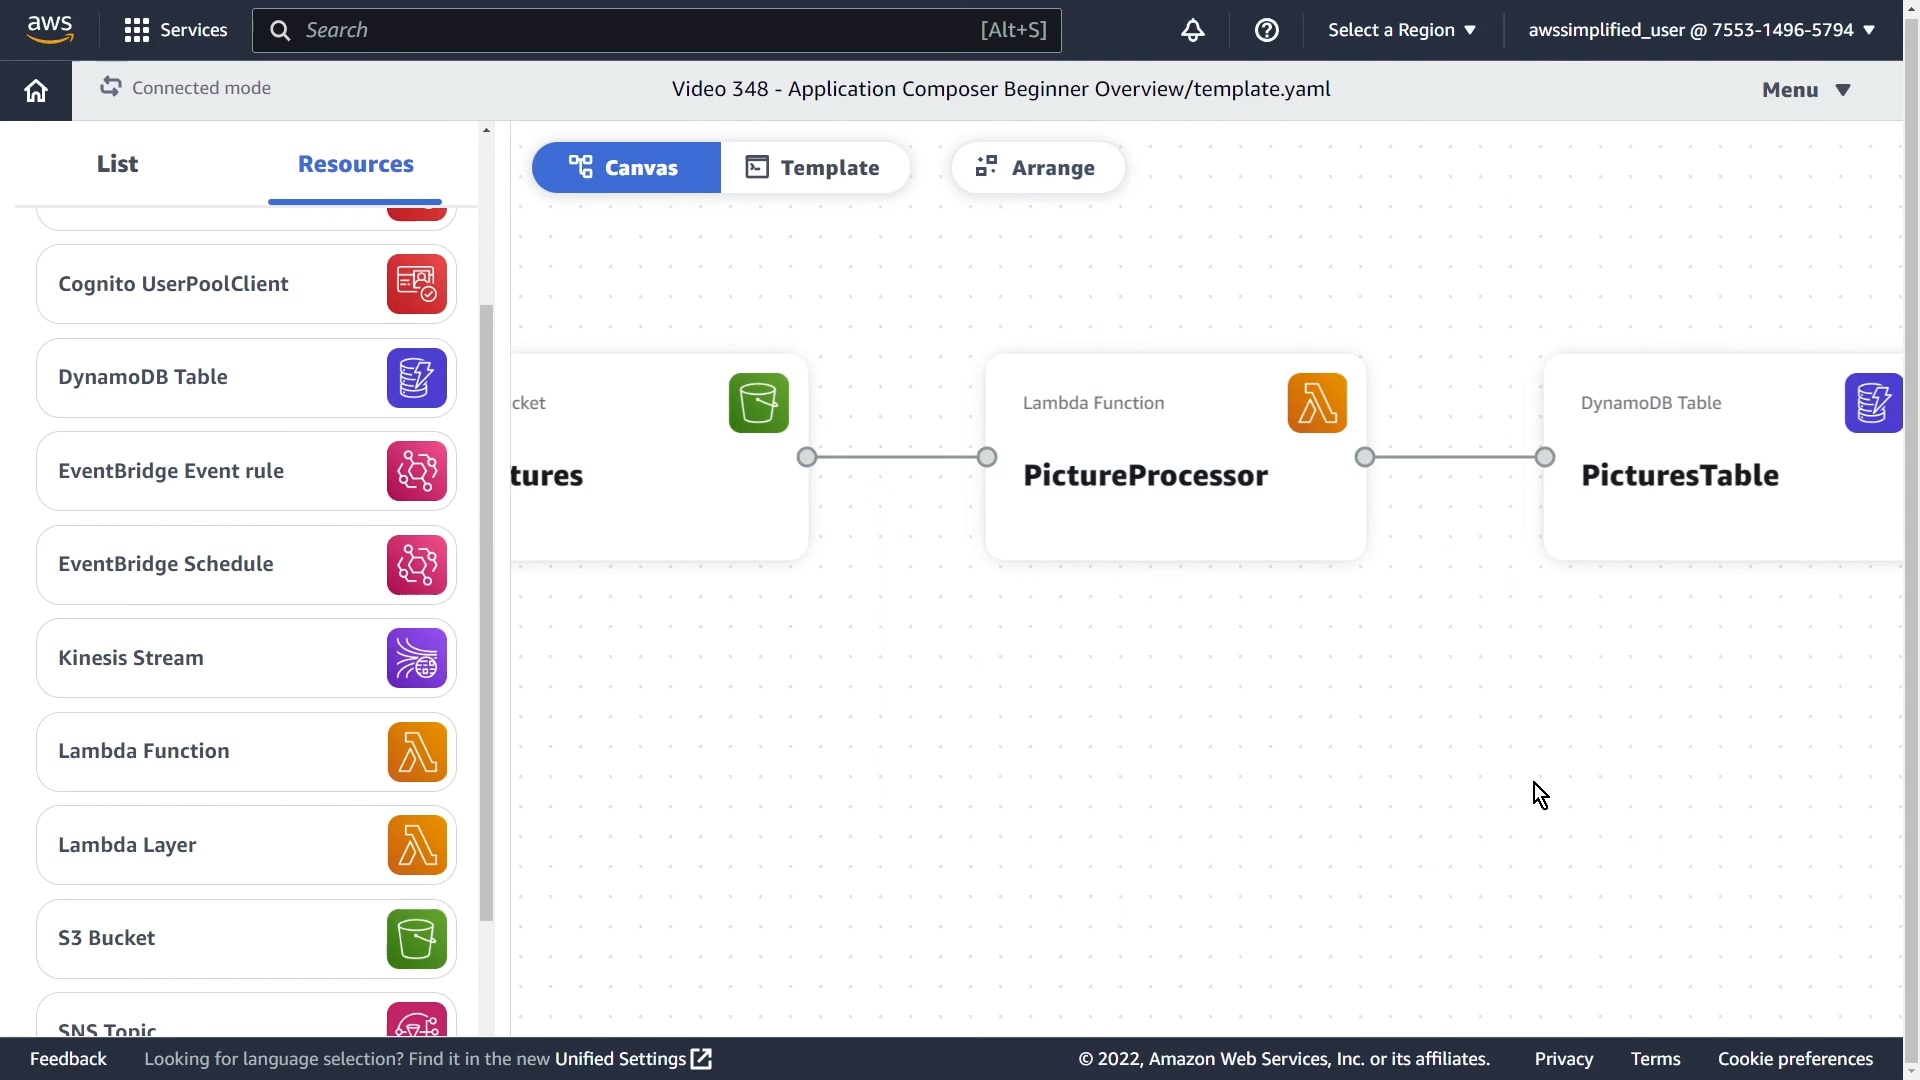 aws
Services
Search
[Alt+S]
Select a Region
awssimplified_user @ 7553-1496-5794
Connected mode
Video 348 - Application Composer Beginner Overview/template.yaml
Menu
List
Resources
Canvas
Template
Arrange
Cognito UserPoolClient
DynamoDB Table
EventBridge Event rule
EventBridge Schedule
Kinesis Stream
Lambda Function
Lambda Layer
S3 Bucket
SNS Topic
cket
tures
Lambda Function
PictureProcessor
DynamoDB Table
PicturesTable
Feedback
Looking for language selection? Find it in the new Unified Settings
© 2022, Amazon Web Services, Inc. or its affiliates.
Privacy
Terms
Cookie preferences